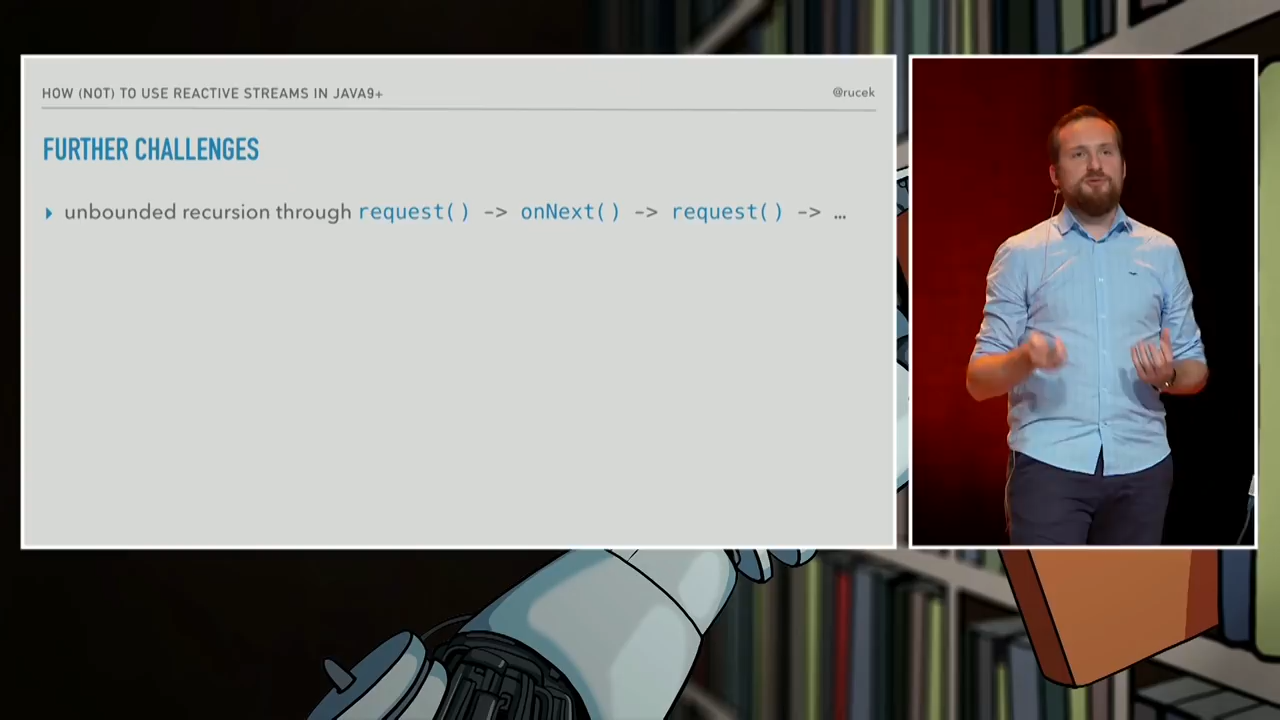 HOW (NOT) TO USE REACTIVE STREAMS IN JAVA9+
@rucek
FURTHER CHALLENGES
unbounded recursion through request() -> onNext() -> request() -> …